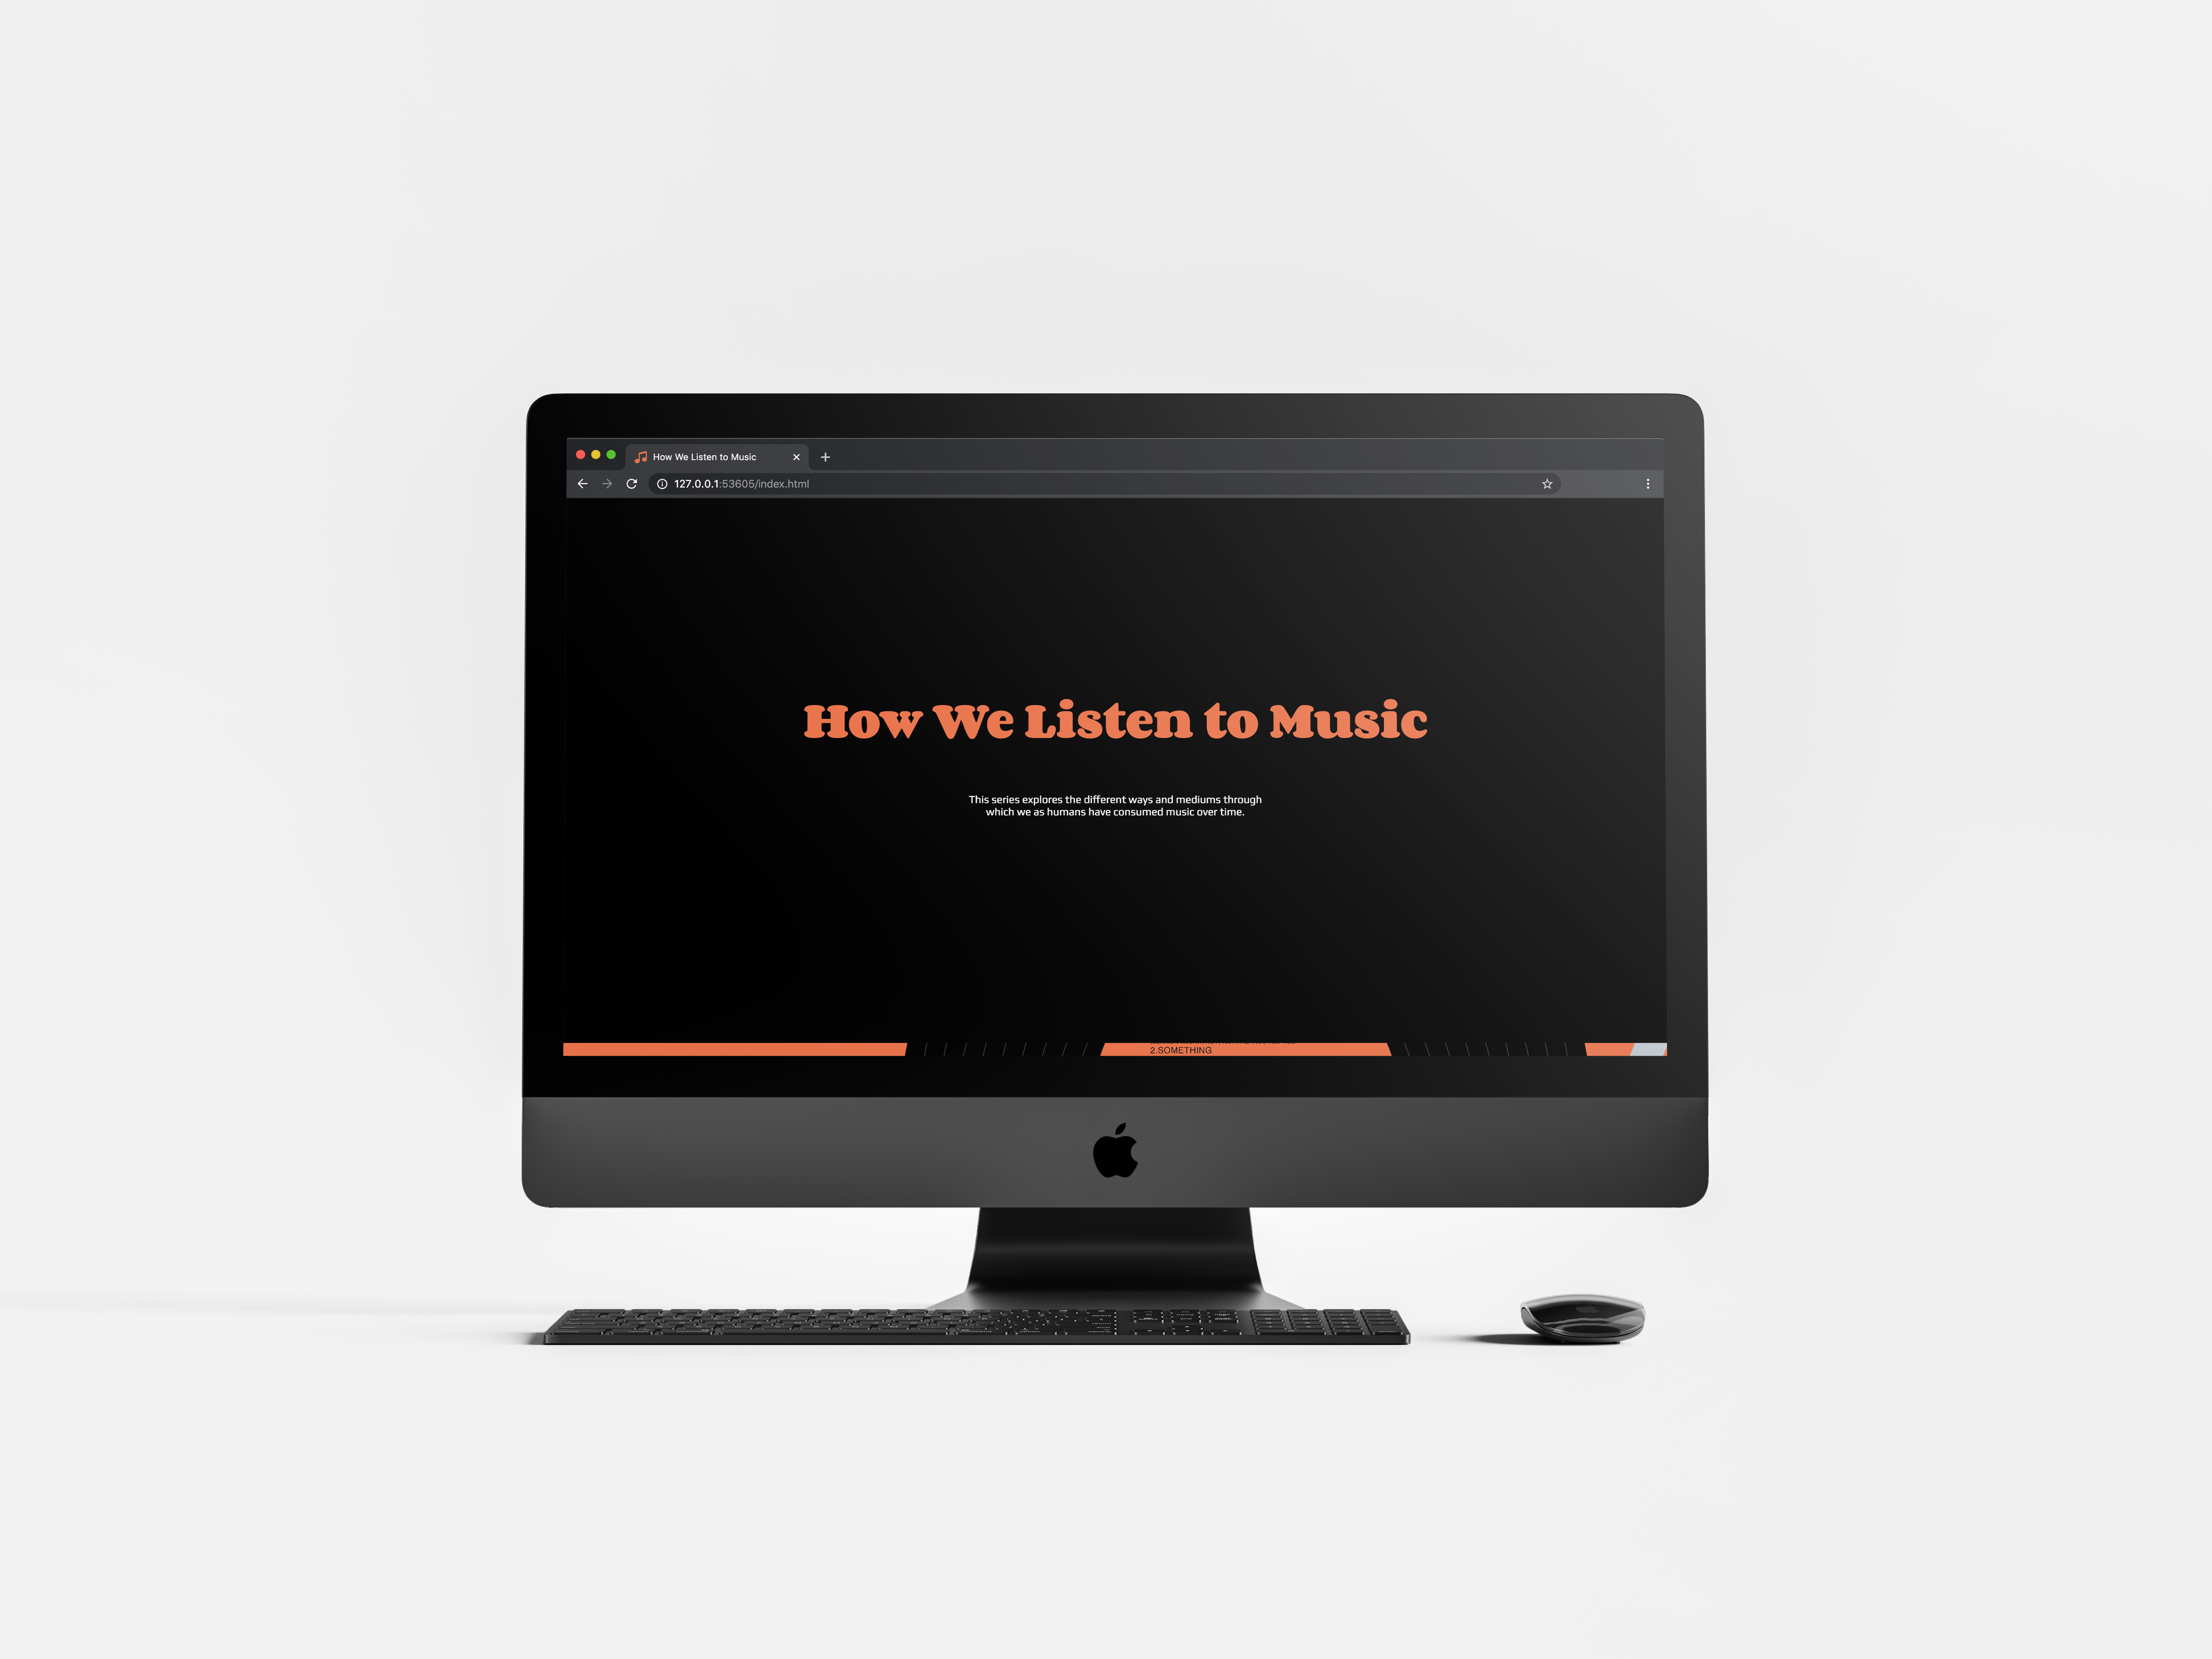 How We Listen to Music
127.0.0.1:53605/index.html
How We Listen to Music
This series explores the different ways and mediums through
which we as humans have consumed music over time.
2.SOMETHING